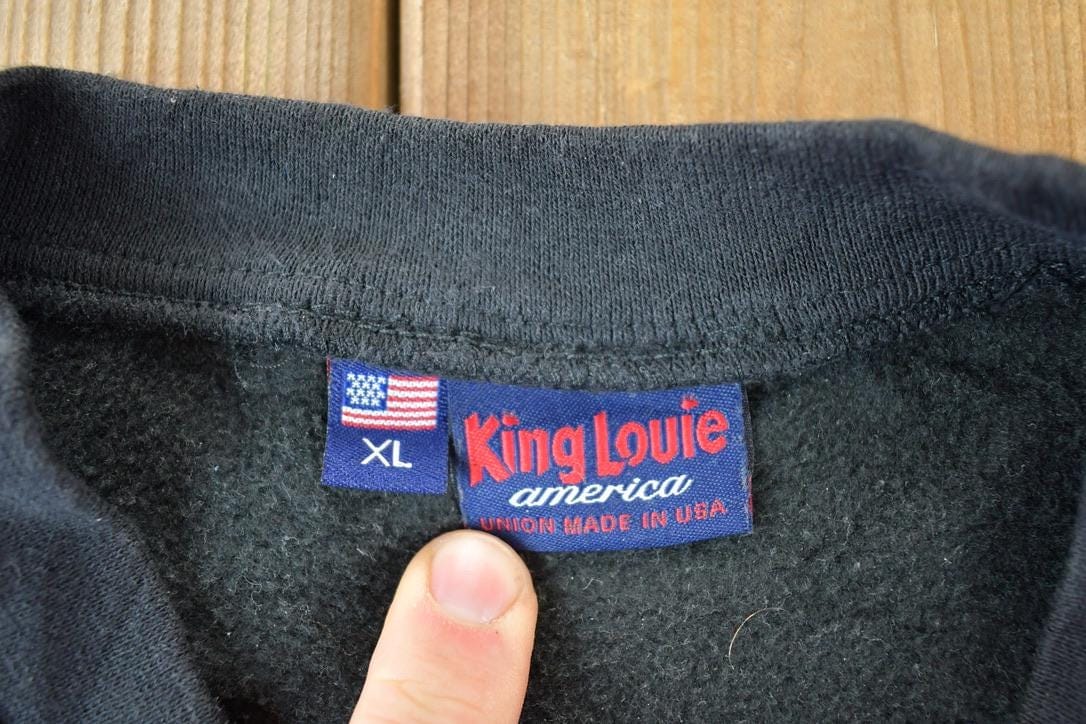 XL
King Louie
america
UNION MADE IN USA